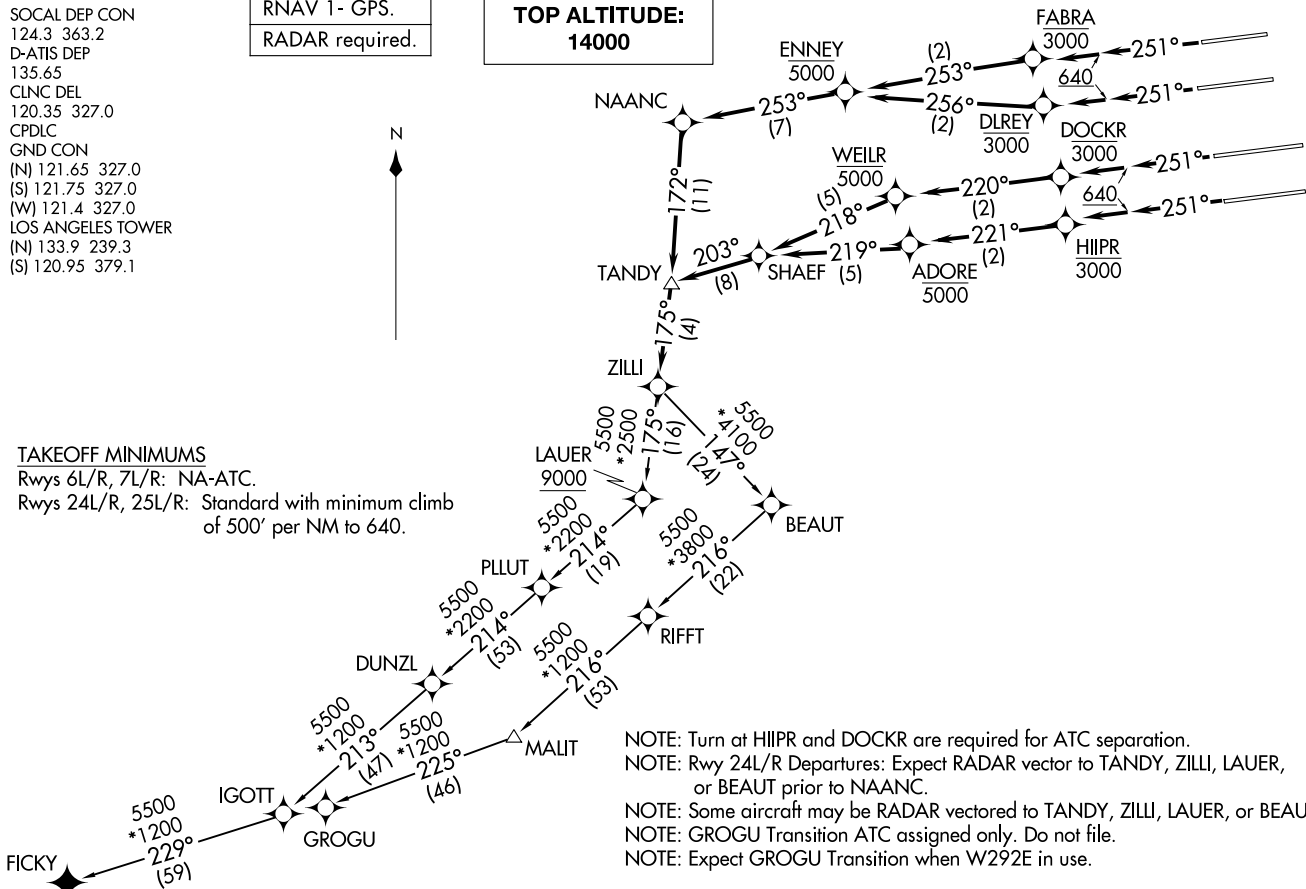 SOCAL DEP CON
124.3 363.2
D-ATIS DEP
135.65
CLNC DEL
120.35 327.0
CPDLC
GND CON
(N) 121.65 327.0
(S) 121.75 327.0
(W) 121.4 327.0
LOS ANGELES TOWER
(N) 133.9 239.3
(S) 120.95 379.1
RNAV 1- GPS.
RADAR required.
TOP ALTITUDE:
14000
N
FABRA
3000
251°
640
251°
(2)
253°
ENNEY
5000
256°
(2)
DLREY
3000
253°
(7)
NAANC
172°
(11)
DOCKR
3000
251°
640
251°
WEILR
5000
220°
(2)
(5)
218°
HIIPR
3000
221°
(2)
ADORE
5000
219°
(5)
SHAEF
203°
(8)
TANDY
175°
(4)
ZILLI
5500
*2500
175°
(16)
5500
*4100
147°
(24)
LAUER
9000
BEAUT
5500
*2200
214°
(19)
5500
*3800
216°
(22)
PLLUT
RIFFT
5500
*2200
214°
(53)
5500
*1200
216°
(53)
DUNZL
MALIT
5500
*1200
213°
(47)
5500
*1200
225°
(46)
IGOTT
GROGU
5500
*1200
229°
(59)
FICKY
TAKEOFF MINIMUMS
Rwys 6L/R, 7L/R: NA-ATC.
Rwys 24L/R, 25L/R: Standard with minimum climb
of 500' per NM to 640.
NOTE: Turn at HIIPR and DOCKR are required for ATC separation.
NOTE: Rwy 24L/R Departures: Expect RADAR vector to TANDY, ZILLI, LAUER,
or BEAUT prior to NAANC.
NOTE: Some aircraft may be RADAR vectored to TANDY, ZILLI, LAUER, or BEAU
NOTE: GROGU Transition ATC assigned only. Do not file.
NOTE: Expect GROGU Transition when W292E in use.